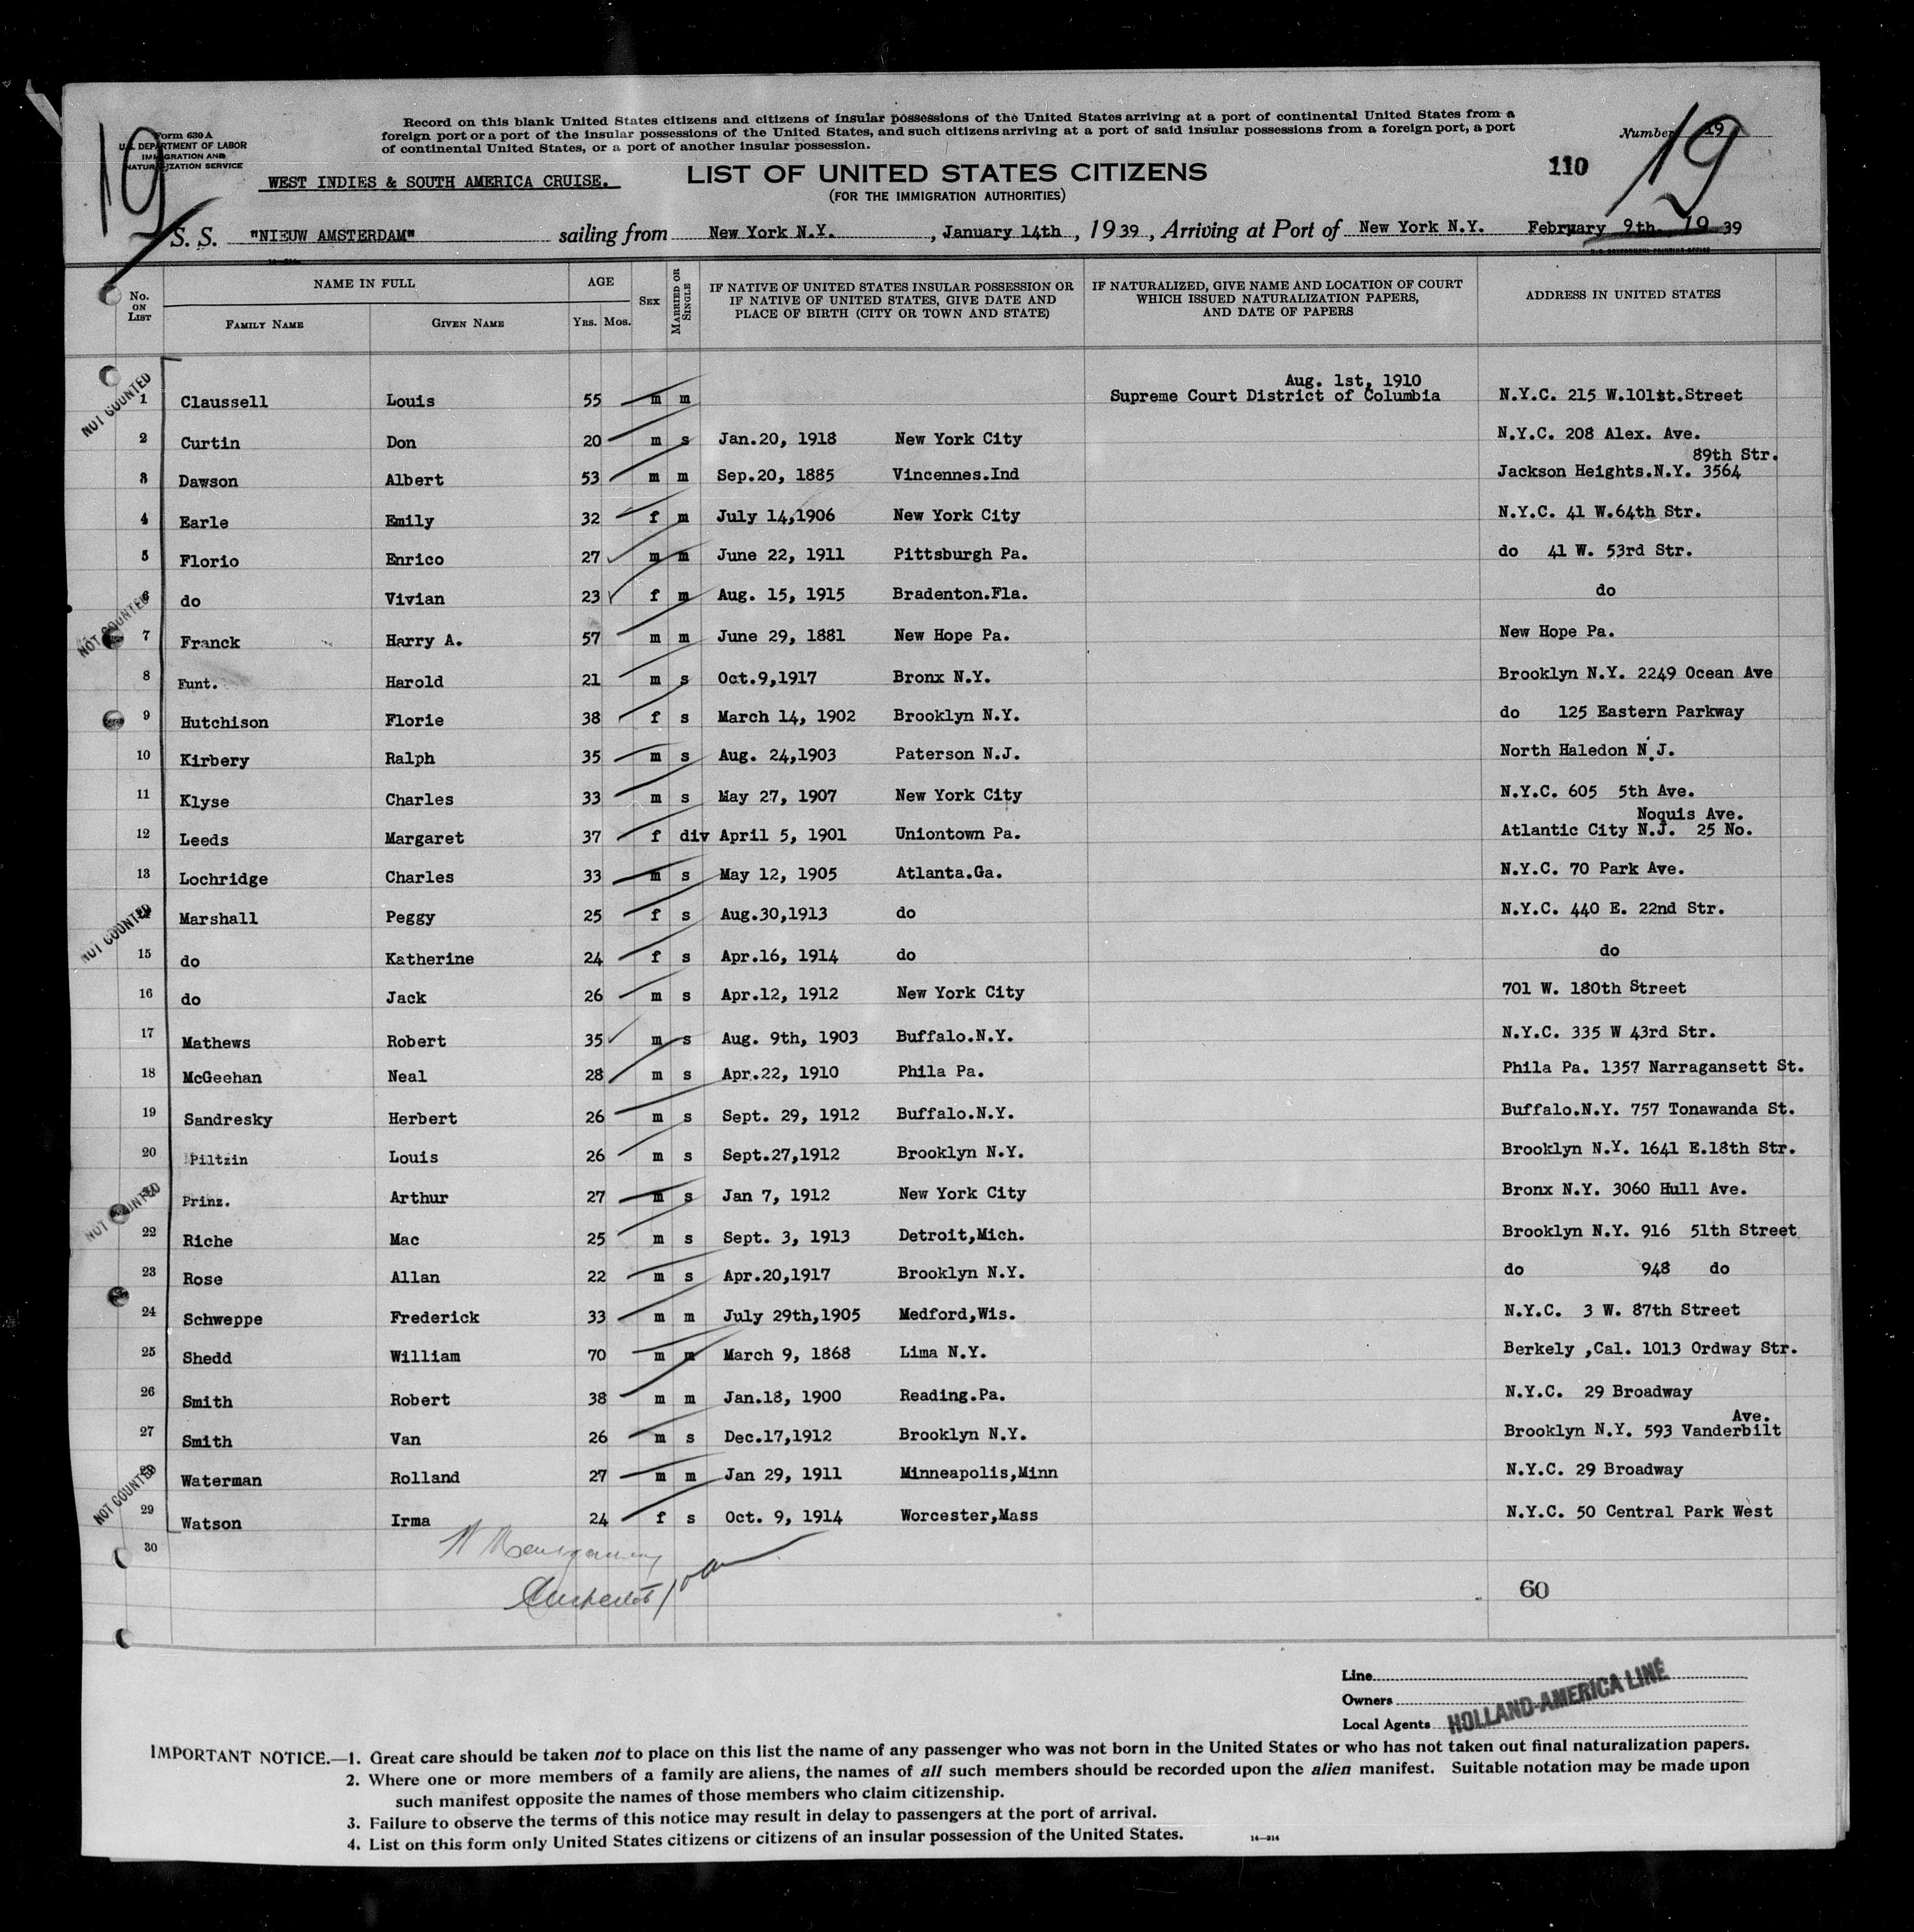 Form 630 A
U.S. DEPARTMENT OF LABOR
IMMIGRATION AND
NATURALIZATION SERVICE
19
Record on this blank United States citizens and citizens of insular possessions of the United States arriving at a port of continental United States from a
foreign port or a port of the insular possessions of the United States, and such citizens arriving at a port of said insular possessions from a foreign port, a port
of continental United States, or a port of another insular possession.
Number 19
19
110
WEST INDIES & SOUTH AMERICA CRUISE.
LIST OF UNITED STATES CITIZENS
(FOR THE IMMIGRATION AUTHORITIES)
S. S. "NIEUW AMSTERDAM" sailing from New York N.Y. , January 14th , 19 39 , Arriving at Port of New York N.Y. February 9th. 19 39
No. ON LIST NAME IN FULL FAMILY NAME GIVEN NAME AGE YRS. MOS. SEX MARRIED OR SINGLE IF NATIVE OF UNITED STATES INSULAR POSSESSION OR IF NATIVE OF UNITED STATES, GIVE DATE AND PLACE OF BIRTH (CITY OR TOWN AND STATE) IF NATURALIZED, GIVE NAME AND LOCATION OF COURT WHICH ISSUED NATURALIZATION PAPERS, AND DATE OF PAPERS ADDRESS IN UNITED STATES
NOT COUNTED
Aug. 1st, 1910
1 Claussell Louis 55 m m Supreme Court District of Columbia N.Y.C. 215 W.101st.Street
2 Curtin Don 20 m s Jan.20, 1918 New York City N.Y.C. 208 Alex. Ave.
89th Str.
3 Dawson Albert 53 m m Sep.20, 1885 Vincennes.Ind Jackson Heights.N.Y. 3564
4 Earle Emily 32 f m July 14,1906 New York City N.Y.C. 41 W.64th Str.
5 Florio Enrico 27 m m June 22, 1911 Pittsburgh Pa. do 41 W. 53rd Str.
6 do Vivian 23 f m Aug. 15, 1915 Bradenton.Fla. do
NOT COUNTED
7 Franck Harry A. 57 m m June 29, 1881 New Hope Pa. New Hope Pa.
8 Funt. Harold 21 m s Oct.9,1917 Bronx N.Y. Brooklyn N.Y. 2249 Ocean Ave
9 Hutchison Florie 38 f s March 14, 1902 Brooklyn N.Y. do 125 Eastern Parkway
10 Kirbery Ralph 35 m s Aug. 24,1903 Paterson N.J. North Haledon N.J.
11 Klyse Charles 33 m s May 27, 1907 New York City N.Y.C. 605 5th Ave.
Noquis Ave.
12 Leeds Margaret 37 f div April 5, 1901 Uniontown Pa. Atlantic City N.J. 25 No.
13 Lochridge Charles 33 m s May 12, 1905 Atlanta.Ga. N.Y.C. 70 Park Ave.
14 Marshall Peggy 25 f s Aug.30,1913 do N.Y.C. 440 E. 22nd Str.
NOT COUNTED
15 do Katherine 24 f s Apr.16, 1914 do do
16 do Jack 26 m s Apr.12, 1912 New York City 701 W. 180th Street
17 Mathews Robert 35 m s Aug. 9th, 1903 Buffalo.N.Y. N.Y.C. 335 W 43rd Str.
18 McGeehan Neal 28 m s Apr.22, 1910 Phila Pa. Phila Pa. 1357 Narragansett St.
19 Sandresky Herbert 26 m s Sept. 29, 1912 Buffalo.N.Y. Buffalo.N.Y. 757 Tonawanda St.
20 Piltzin Louis 26 m s Sept.27,1912 Brooklyn N.Y. Brooklyn N.Y. 1641 E.18th Str.
21 Prinz. Arthur 27 m s Jan 7, 1912 New York City Bronx N.Y. 3060 Hull Ave.
NOT COUNTED
22 Riche Mac 25 m s Sept. 3, 1913 Detroit,Mich. Brooklyn N.Y. 916 51th Street
23 Rose Allan 22 m s Apr.20,1917 Brooklyn N.Y. do 948 do
24 Schweppe Frederick 33 m m July 29th,1905 Medford,Wis. N.Y.C. 3 W. 87th Street
25 Shedd William 70 m m March 9, 1868 Lima N.Y. Berkely ,Cal. 1013 Ordway Str.
26 Smith Robert 38 m m Jan.18, 1900 Reading.Pa. N.Y.C. 29 Broadway
Ave.
27 Smith Van 26 m s Dec.17,1912 Brooklyn N.Y. Brooklyn N.Y. 593 Vanderbilt
28 Waterman Rolland 27 m m Jan 29, 1911 Minneapolis,Minn N.Y.C. 29 Broadway
NOT COUNTED
29 Watson Irma 24 f s Oct. 9, 1914 Worcester,Mass N.Y.C. 50 Central Park West
30
60
Line
Owners
Local Agents HOLLAND-AMERICA LINE
IMPORTANT NOTICE.—1. Great care should be taken not to place on this list the name of any passenger who was not born in the United States or who has not taken out final naturalization papers.
2. Where one or more members of a family are aliens, the names of all such members should be recorded upon the alien manifest. Suitable notation may be made upon
such manifest opposite the names of those members who claim citizenship.
3. Failure to observe the terms of this notice may result in delay to passengers at the port of arrival.
4. List on this form only United States citizens or citizens of an insular possession of the United States.
14—214